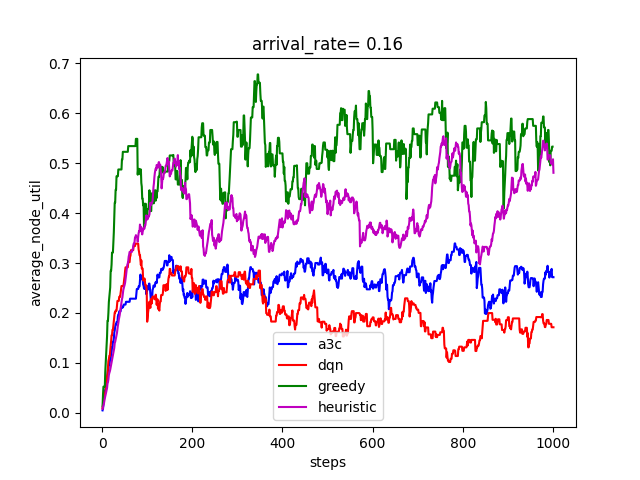 arrival_rate= 0.16
average_node_util
0.7
0.6
0.5
0.4
0.3
0.2
0.1
0.0
a3c
dqn
greedy
heuristic
0
200
400
600
800
1000
steps